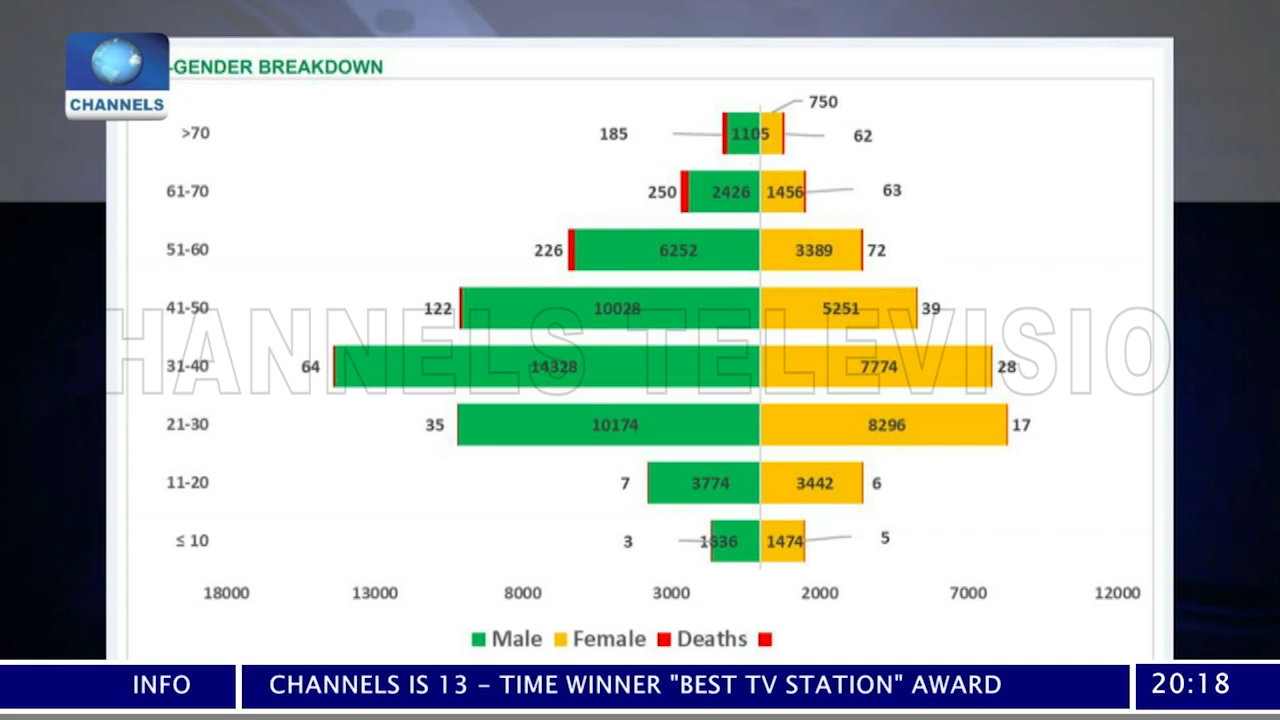 CHANNELS
-GENDER BREAKDOWN
750
>70 185 1105 62
61-70 250 2426 1456 63
51-60 226 6252 3389 72
41-50 122 10028 5251 39
HANNELS TELEVISIO
31-40 64 14328 7774 28
21-30 35 10174 8296 17
11-20 7 3774 3442 6
≤ 10 3 1636 1474 5
18000 13000 8000 3000 2000 7000 12000
Male Female Deaths
INFO CHANNELS IS 13 - TIME WINNER "BEST TV STATION" AWARD 20:18